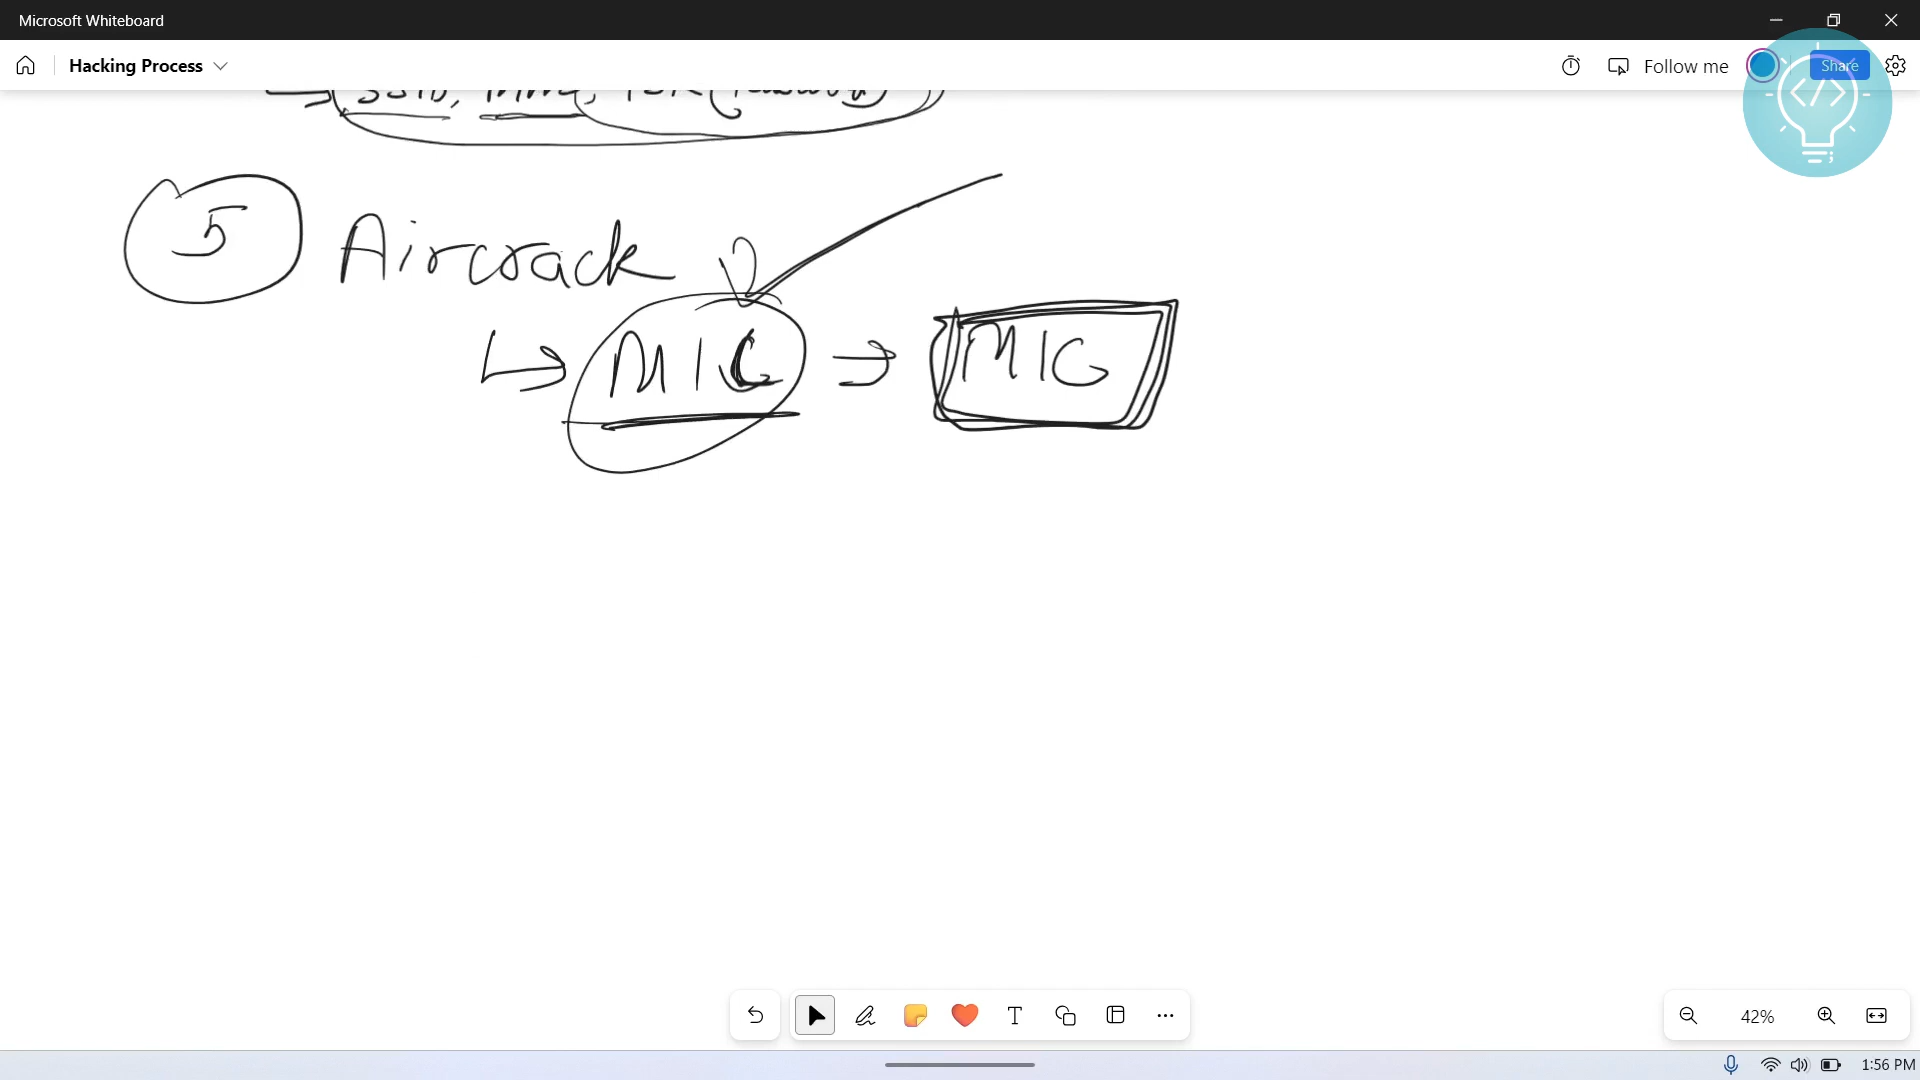 Microsoft Whiteboard
Hacking Process
Follow me
Share
</>
5 Aircrack
MIC → MIC
T
42%
1:56 PM